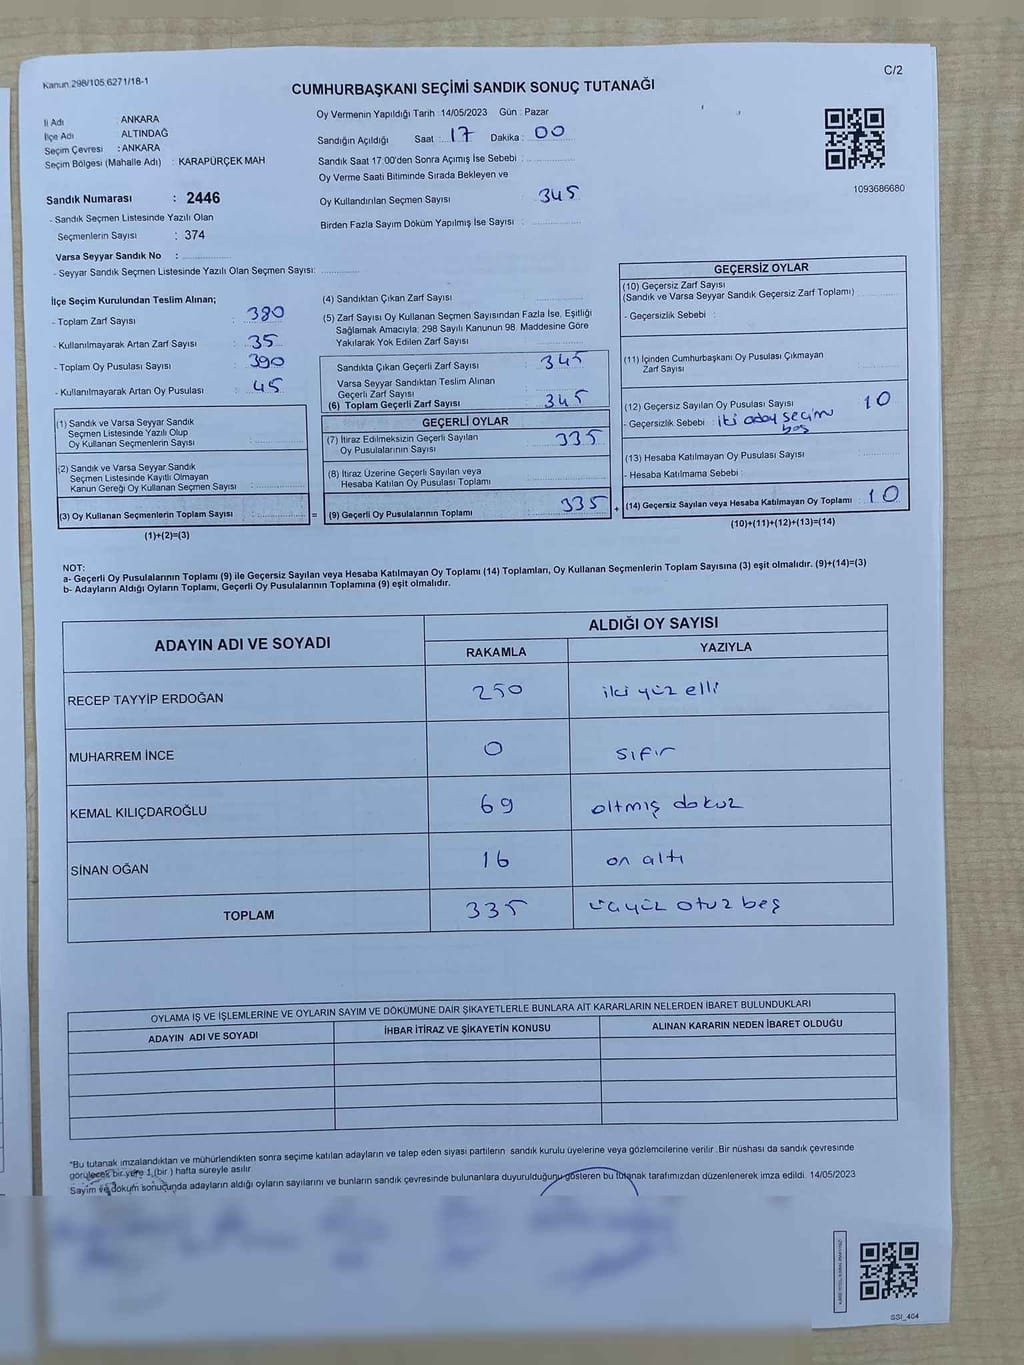 Kanun 298/105 6271/18-1
C/2
CUMHURBAŞKANI SEÇİMİ SANDIK SONUÇ TUTANAĞI
İl Adı ANKARA
İlçe Adı ALTINDAĞ
Seçim Çevresi : ANKARA
Seçim Bölgesi (Mahalle Adı) : KARAPÜRÇEK MAH
Sandık Numarası : 2446
- Sandık Seçmen Listesinde Yazılı Olan
Seçmenlerin Sayısı : 374
Varsa Seyyar Sandık No :
- Seyyar Sandık Seçmen Listesinde Yazılı Olan Seçmen Sayısı:
Oy Vermenin Yapıldığı Tarih : 14/05/2023 Gün : Pazar
Sandığın Açıldığı Saat : 17 Dakika : 00
Sandık Saat 17.00'den Sonra Açılmış İse Sebebi :
Oy Verme Saati Bitiminde Sırada Bekleyen ve
Oy Kullandırılan Seçmen Sayısı 345
Birden Fazla Sayım Döküm Yapılmış İse Sayısı :
1093686680
İlçe Seçim Kurulundan Teslim Alınan;
- Toplam Zarf Sayısı : 380
- Kullanılmayarak Artan Zarf Sayısı : 35
- Toplam Oy Pusulası Sayısı : 390
- Kullanılmayarak Artan Oy Pusulası : 45
(1) Sandık ve Varsa Seyyar Sandık
Seçmen Listesinde Yazılı Olup
Oy Kullanan Seçmenlerin Sayısı :
(2) Sandık ve Varsa Seyyar Sandık
Seçmen Listesinde Kayıtlı Olmayan
Kanun Gereği Oy Kullanan Seçmen Sayısı :
(3) Oy Kullanan Seçmenlerin Toplam Sayısı :
(1)+(2)=(3)
(4) Sandıktan Çıkan Zarf Sayısı
(5) Zarf Sayısı Oy Kullanan Seçmen Sayısından Fazla İse, Eşitliği
Sağlamak Amacıyla; 298 Sayılı Kanunun 98. Maddesine Göre
Yakılarak Yok Edilen Zarf Sayısı
Sandıkta Çıkan Geçerli Zarf Sayısı 345
Varsa Seyyar Sandıktan Teslim Alınan
Geçerli Zarf Sayısı
(6) Toplam Geçerli Zarf Sayısı 345
GEÇERLİ OYLAR
(7) İtiraz Edilmeksizin Geçerli Sayılan
Oy Pusulalarının Sayısı 335
(8) İtiraz Üzerine Geçerli Sayılan veya
Hesaba Katılan Oy Pusulası Toplamı
= (9) Geçerli Oy Pusulalarının Toplamı 335
GEÇERSİZ OYLAR
(10) Geçersiz Zarf Sayısı
(Sandık ve Varsa Seyyar Sandık Geçersiz Zarf Toplamı)
- Geçersizlik Sebebi :
(11) İçinden Cumhurbaşkanı Oy Pusulası Çıkmayan
Zarf Sayısı
(12) Geçersiz Sayılan Oy Pusulası Sayısı 10
- Geçersizlik Sebebi : iki aday seçim
boş
(13) Hesaba Katılmayan Oy Pusulası Sayısı
- Hesaba Katılmama Sebebi :
+ (14) Geçersiz Sayılan veya Hesaba Katılmayan Oy Toplamı 10
(10)+(11)+(12)+(13)=(14)
NOT:
a- Geçerli Oy Pusulalarının Toplamı (9) ile Geçersiz Sayılan veya Hesaba Katılmayan Oy Toplamı (14) Toplamları, Oy Kullanan Seçmenlerin Toplam Sayısına (3) eşit olmalıdır. (9)+(14)=(3)
b- Adayların Aldığı Oyların Toplamı, Geçerli Oy Pusulalarının Toplamına (9) eşit olmalıdır.
ADAYIN ADI VE SOYADI
ALDIĞI OY SAYISI
RAKAMLA YAZIYLA
RECEP TAYYİP ERDOĞAN 250 iki yüz elli
MUHARREM İNCE 0 sıfır
KEMAL KILIÇDAROĞLU 69 altmış dokuz
SİNAN OĞAN 16 on altı
TOPLAM 335 üçyüz otuz beş
OYLAMA İŞ VE İŞLEMLERİNE VE OYLARIN SAYIM VE DÖKÜMÜNE DAİR ŞİKAYETLERLE BUNLARA AİT KARARLARIN NELERDEN İBARET BULUNDUKLARI
ADAYIN ADI VE SOYADI İHBAR İTİRAZ VE ŞİKAYETİN KONUSU ALINAN KARARIN NEDEN İBARET OLDUĞU
*Bu tutanak imzalandıktan ve mühürlendikten sonra seçime katılan adayların ve talep eden siyasi partilerin sandık kurulu üyelerine veya gözlemcilerine verilir .Bir nüshası da sandık çevresinde
görülecek bir yere 1 (bir ) hafta süreyle asılır
Sayım ve döküm sonucunda adayların aldığı oyların sayılarını ve bunların sandık çevresinde bulunanlara duyurulduğunu gösteren bu tutanak tarafımızdan düzenlenerek imza edildi. 14/05/2023
SSI_404